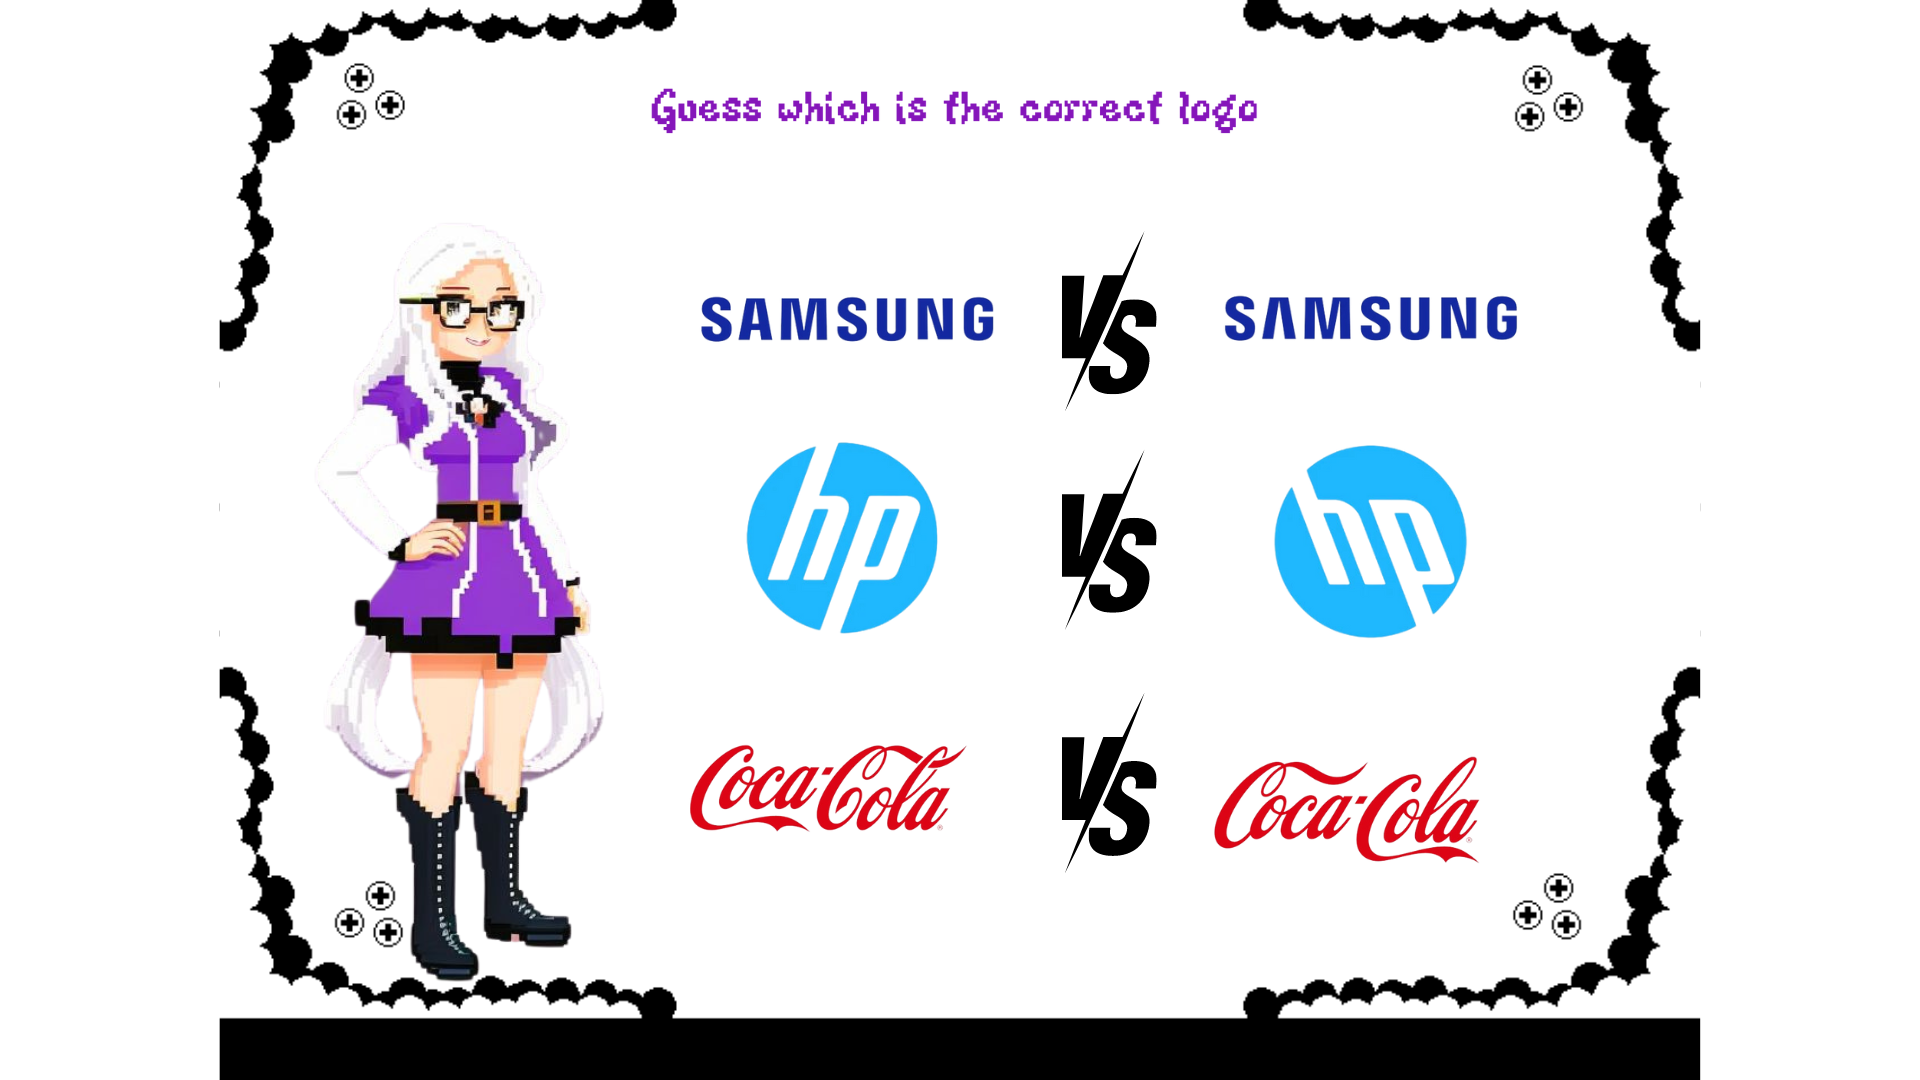 Guess which is the correct logo
SAMSUNG VS SAMSUNG
hp VS hp
Coca-Cola VS Coca-Cola